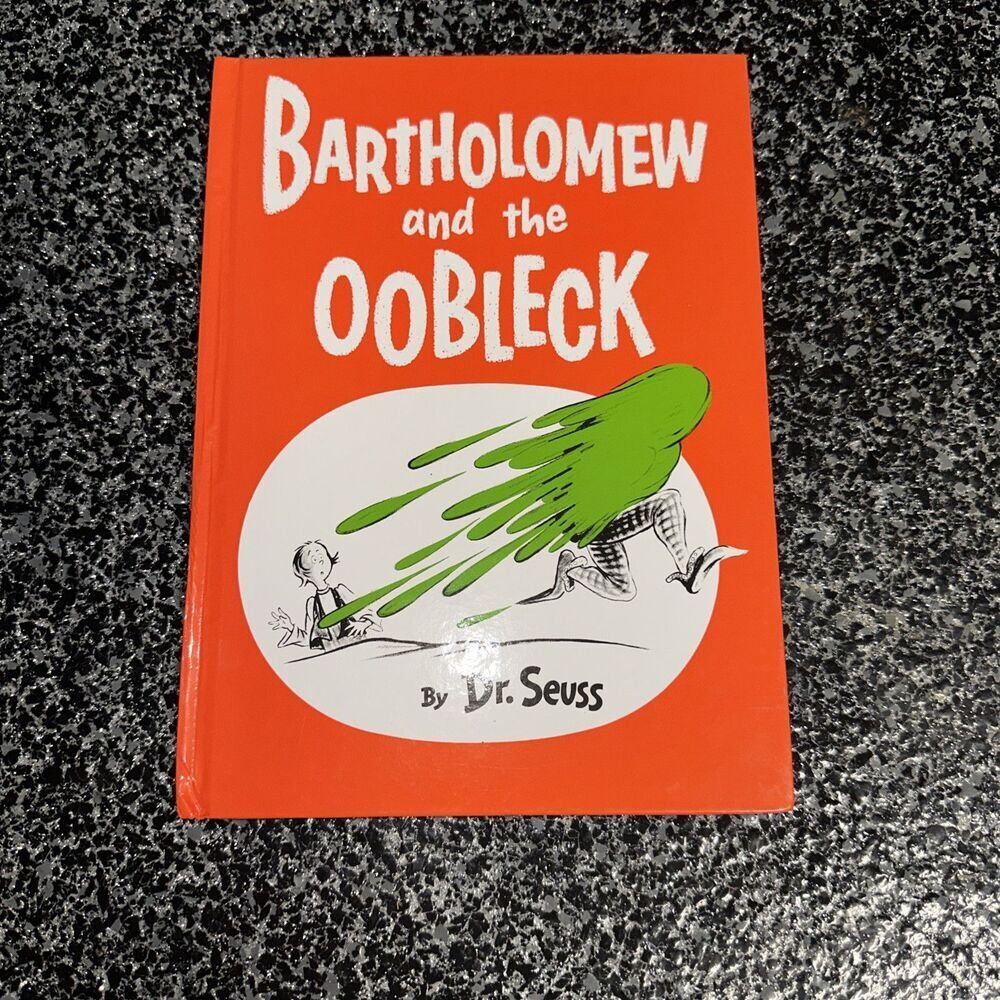 BARTHOLOMEW
and the
OOBLECK
By Dr. Seuss